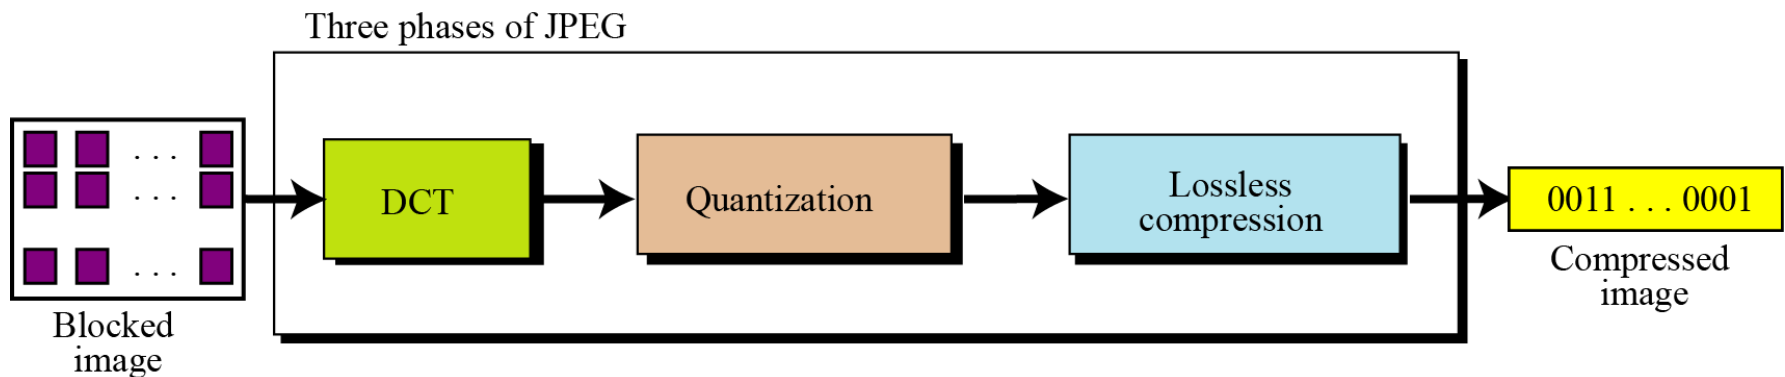 Three phases of JPEG
. . .
. . .
. . .
Blocked
image
DCT
Quantization
Lossless
compression
0011 . . . 0001
Compressed
image